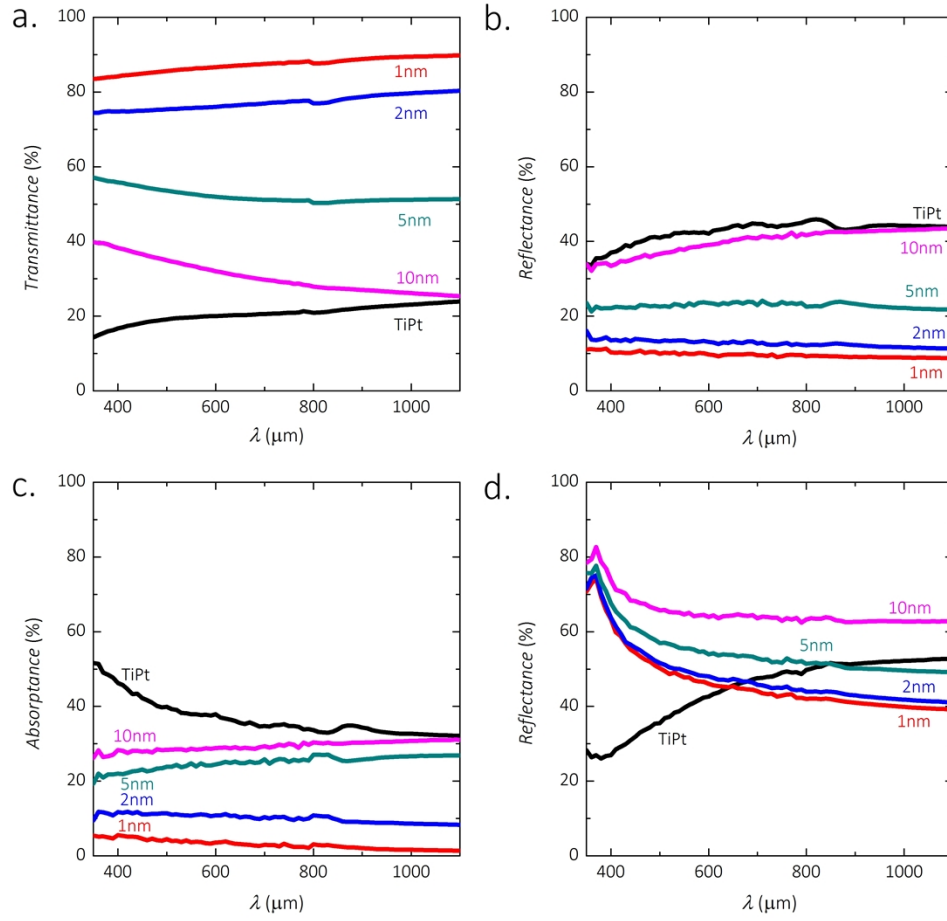 a.
100
80
60
40
20
0
Transmittance (%)
1nm
2nm
5nm
10nm
TiPt
400 600 800 1000
λ (μm)
b.
100
80
60
40
20
0
Reflectance (%)
TiPt
10nm
5nm
2nm
1nm
400 600 800 1000
λ (μm)
c.
100
80
60
40
20
0
Absorptance (%)
TiPt
10nm
5nm
2nm
1nm
400 600 800 1000
λ (μm)
d.
100
80
60
40
20
0
Reflectance (%)
10nm
5nm
2nm
1nm
TiPt
400 600 800 1000
λ (μm)